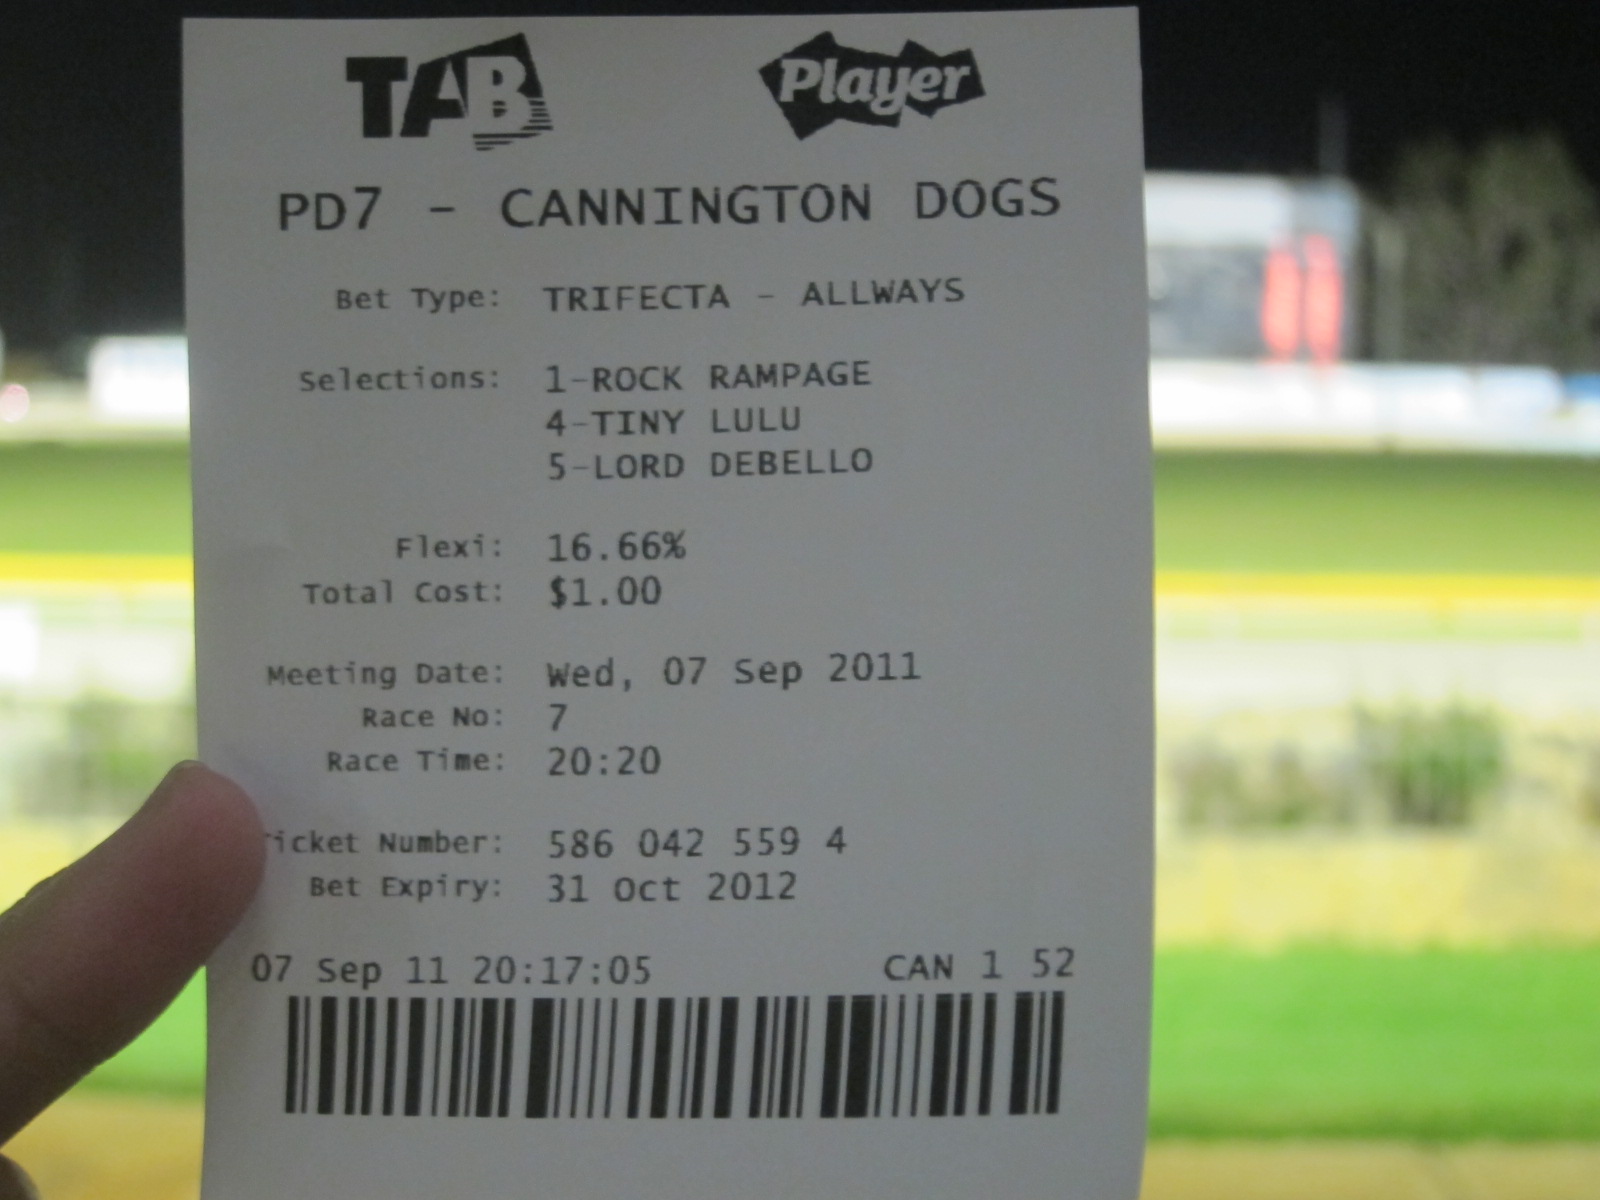 TAB Player
PD7 - CANNINGTON DOGS
Bet Type: TRIFECTA - ALLWAYS
Selections: 1-ROCK RAMPAGE
4-TINY LULU
5-LORD DEBELLO
Flexi: 16.66%
Total Cost: $1.00
Meeting Date: Wed, 07 Sep 2011
Race No: 7
Race Time: 20:20
Ticket Number: 586 042 559 4
Bet Expiry: 31 Oct 2012
07 Sep 11 20:17:05 CAN 1 52